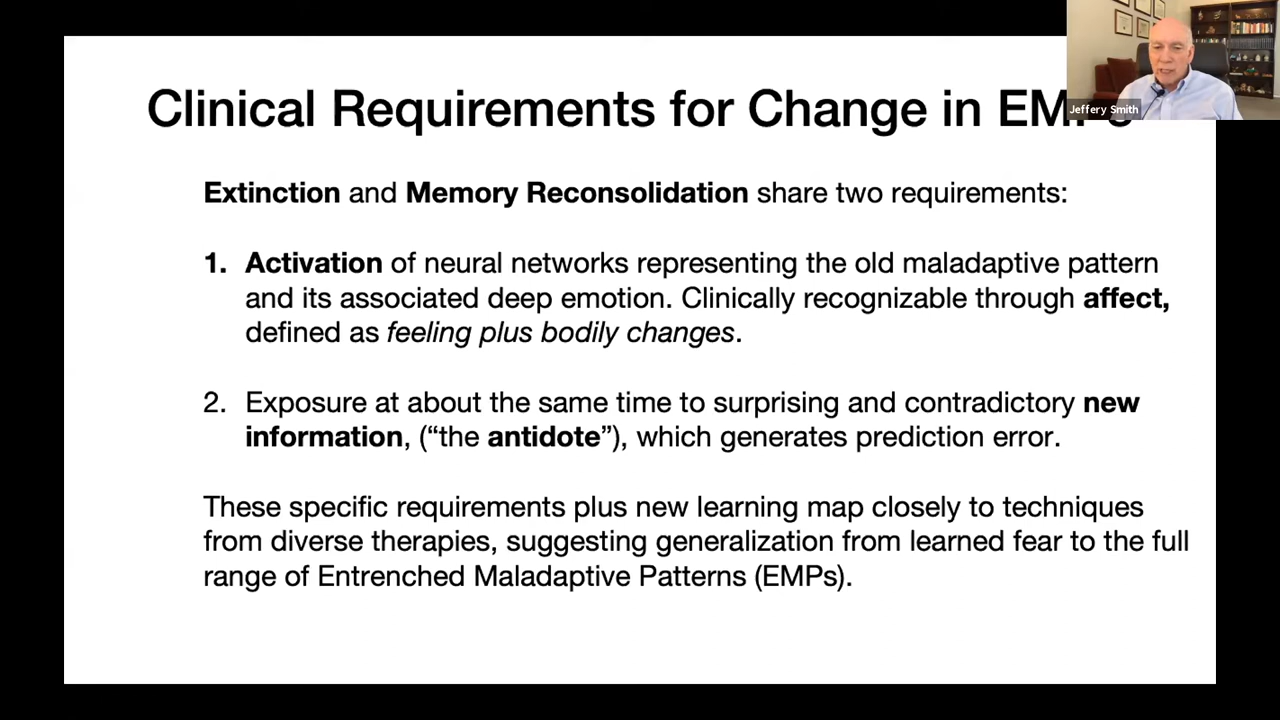 Clinical Requirements for Change in
Jeffery Smith
Extinction and Memory Reconsolidation share two requirements:
1. Activation of neural networks representing the old maladaptive pattern
and its associated deep emotion. Clinically recognizable through affect,
defined as feeling plus bodily changes.
2. Exposure at about the same time to surprising and contradictory new
information, (“the antidote”), which generates prediction error.
These specific requirements plus new learning map closely to techniques
from diverse therapies, suggesting generalization from learned fear to the full
range of Entrenched Maladaptive Patterns (EMPs).